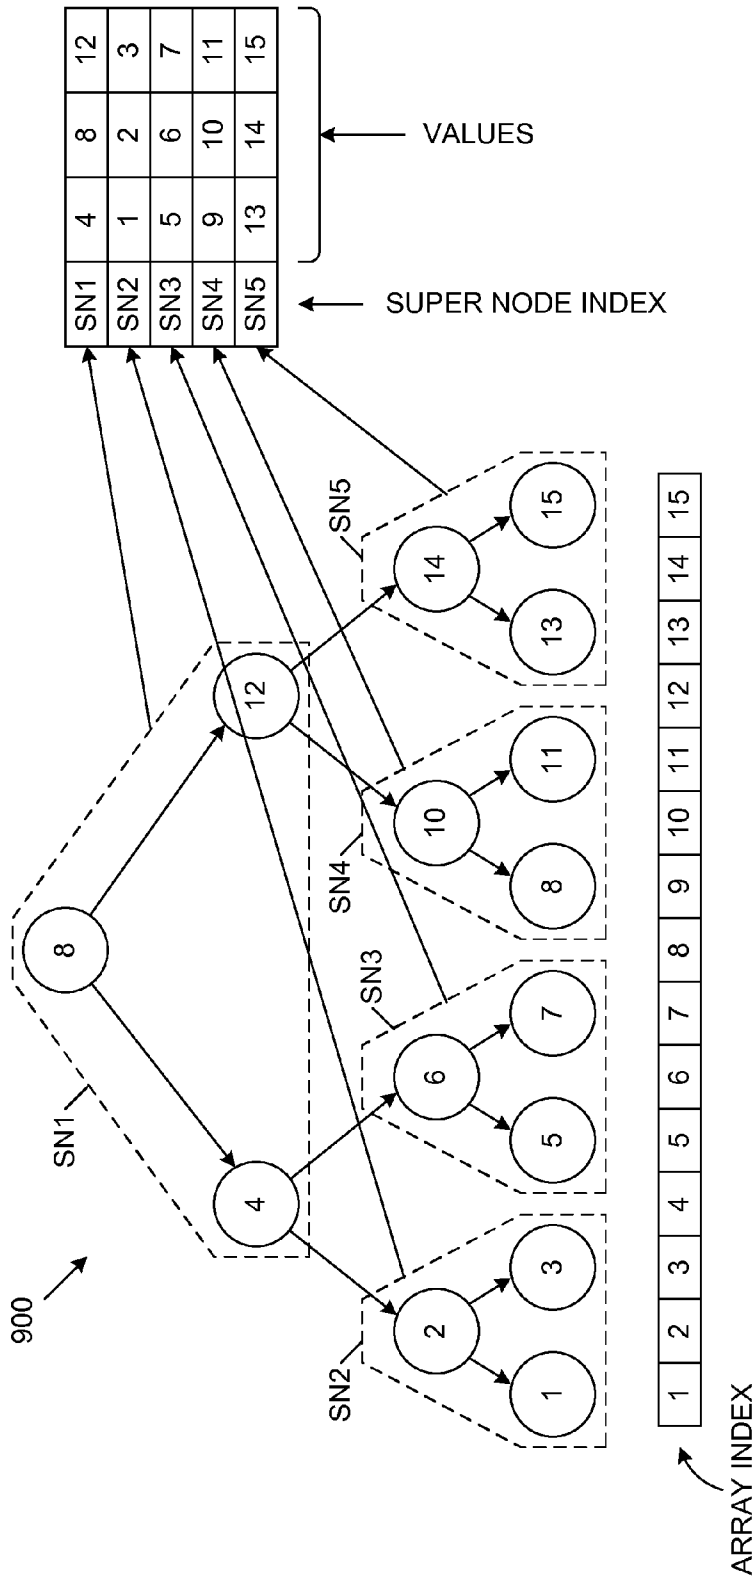 900
SN1
8
4
12
SN2
SN3
SN4
SN5
2
6
10
14
1
3
5
7
8
11
13
15
SN1 4 8 12
SN2 1 2 3
SN3 5 6 7
SN4 9 10 11
SN5 13 14 15
SUPER NODE INDEX
VALUES
1 2 3 4 5 6 7 8 9 10 11 12 13 14 15
ARRAY INDEX